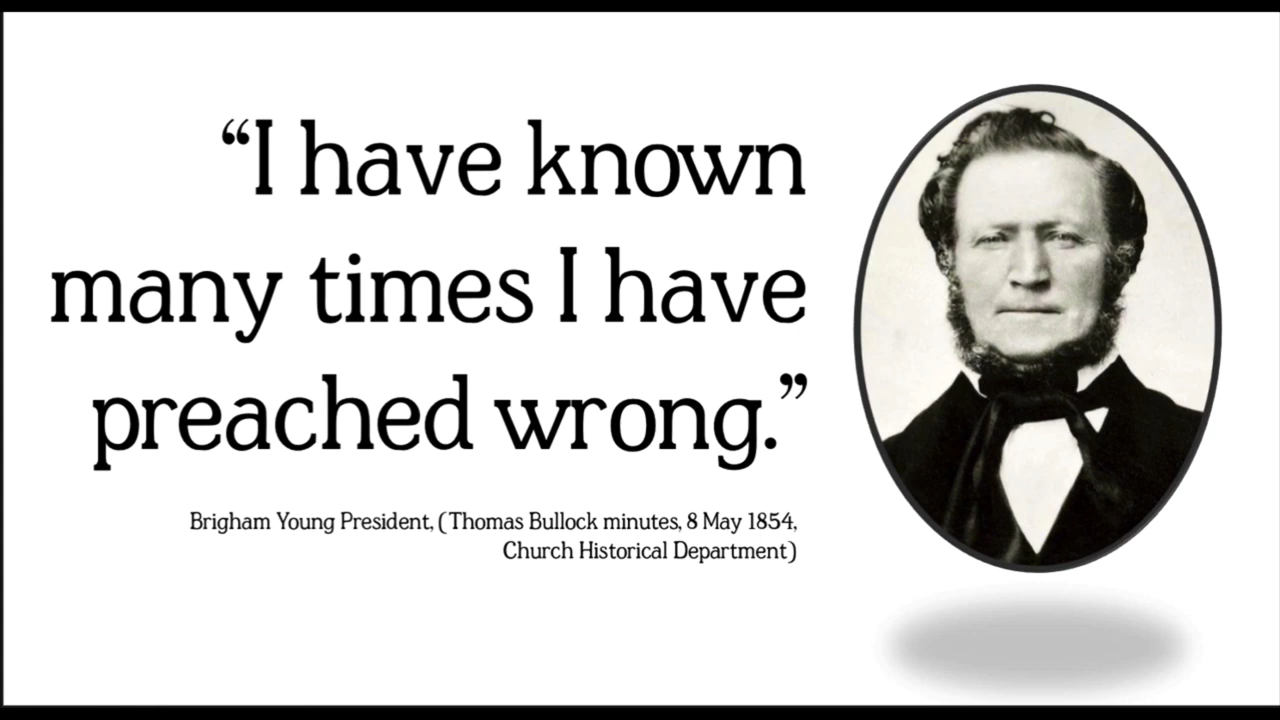 “I have known
many times I have
preached wrong.”
Brigham Young President, (Thomas Bullock minutes, 8 May 1854,
Church Historical Department)